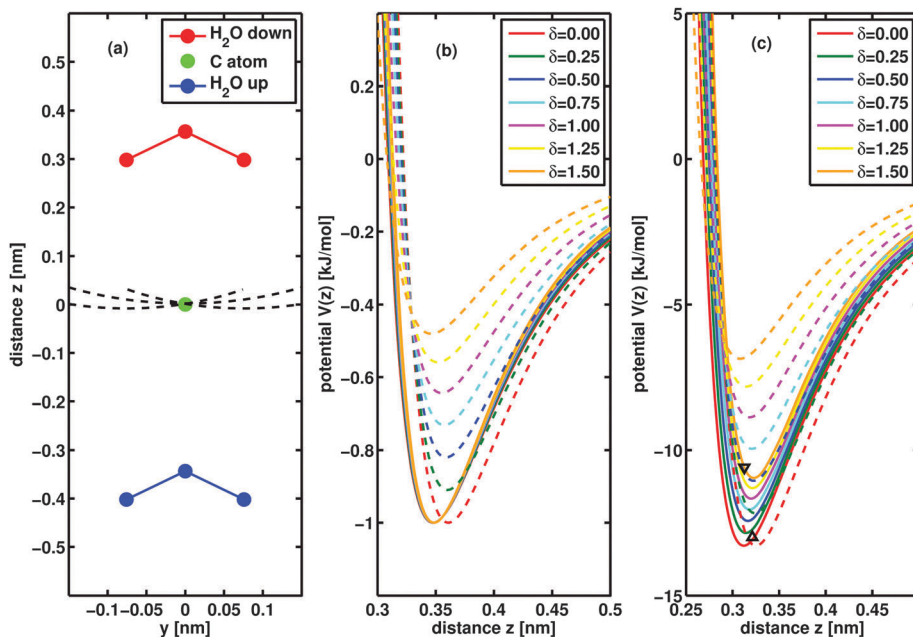 (a)
H2O down
C atom
H2O up
0.5
0.4
0.3
0.2
0.1
0
−0.1
−0.2
−0.3
−0.4
−0.5
distance z [nm]
−0.1
−0.05
0
0.05
0.1
y [nm]
(b)
δ=0.00
δ=0.25
δ=0.50
δ=0.75
δ=1.00
δ=1.25
δ=1.50
0.2
0
−0.2
−0.4
−0.6
−0.8
−1
potential V(z) [kJ/mol]
0.3
0.35
0.4
0.45
0.5
distance z [nm]
(c)
δ=0.00
δ=0.25
δ=0.50
δ=0.75
δ=1.00
δ=1.25
δ=1.50
5
0
−5
−10
−15
potential V(z) [kJ/mol]
0.25
0.3
0.35
0.4
0.45
distance z [nm]